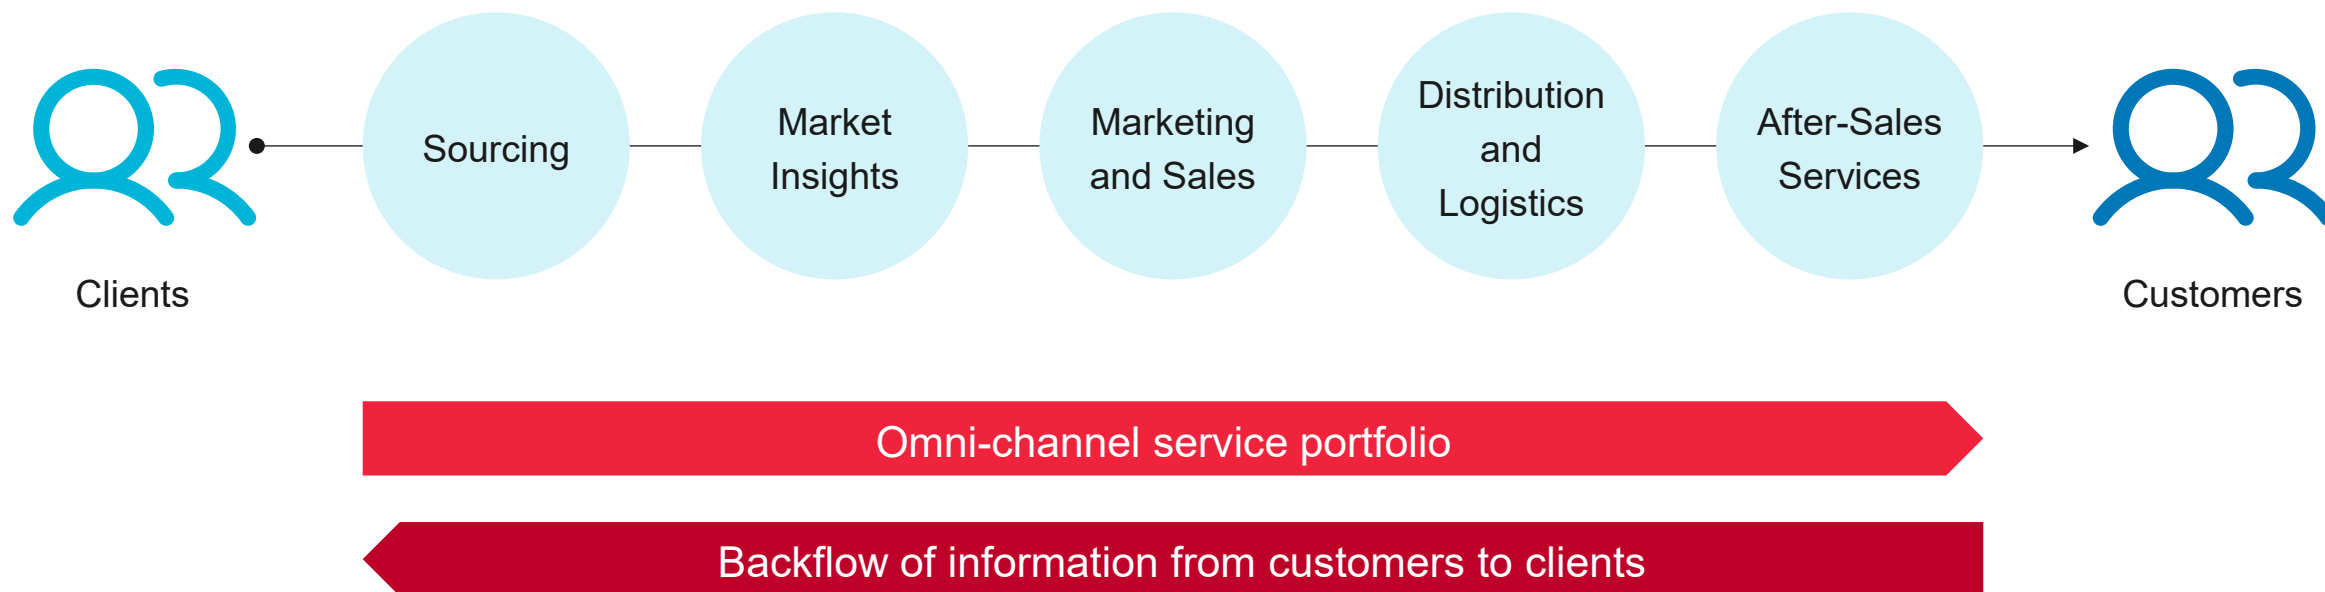 Clients
Sourcing
Market
Insights
Marketing
and Sales
Distribution
and
Logistics
After-Sales
Services
Customers
Omni-channel service portfolio
Backflow of information from customers to clients